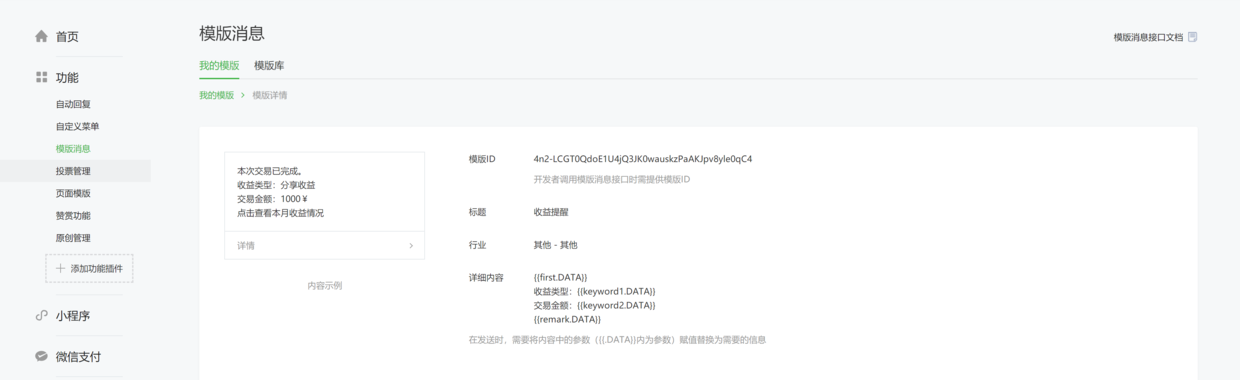 首页
功能
自动回复
自定义菜单
模版消息
投票管理
页面模版
赞赏功能
原创管理
添加功能插件
小程序
微信支付
模版消息
模版消息接口文档
我的模版 模版库
我的模版 > 模版详情
本次交易已完成。
收益类型：分享收益
交易金额：1000￥
点击查看本月收益情况
详情
内容示例
模版ID 4n2-LCGT0QdoE1U4jQ3JK0wauskzPaAKJpv8yle0qC4
开发者调用模版消息接口时需提供模版ID
标题 收益提醒
行业 其他 - 其他
详细内容 {{first.DATA}}
收益类型：{{keyword1.DATA}}
交易金额：{{keyword2.DATA}}
{{remark.DATA}}
在发送时，需要将内容中的参数（{{.DATA}}内为参数）赋值替换为需要的信息